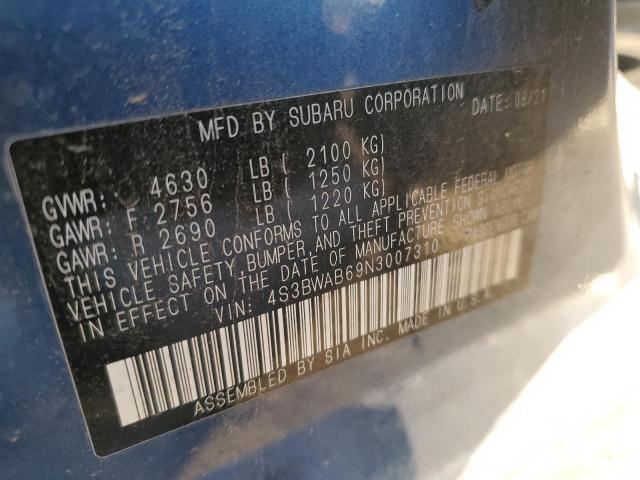 MFD BY SUBARU CORPORATION DATE: 08/21
GVWR: 4630 LB ( 2100 KG)
GAWR: F 2756 LB ( 1250 KG)
GAWR: R 2690 LB ( 1220 KG)
THIS VEHICLE CONFORMS TO ALL APPLICABLE FEDERAL
VEHICLE SAFETY, BUMPER, AND THEFT PREVENTION
IN EFFECT ON THE DATE OF MANUFACTURE SHOWN ABOVE.
VIN: 4S3BWAB69N3007310 PASSENGER
ASSEMBLED BY SIA INC. MADE IN U.S.A.